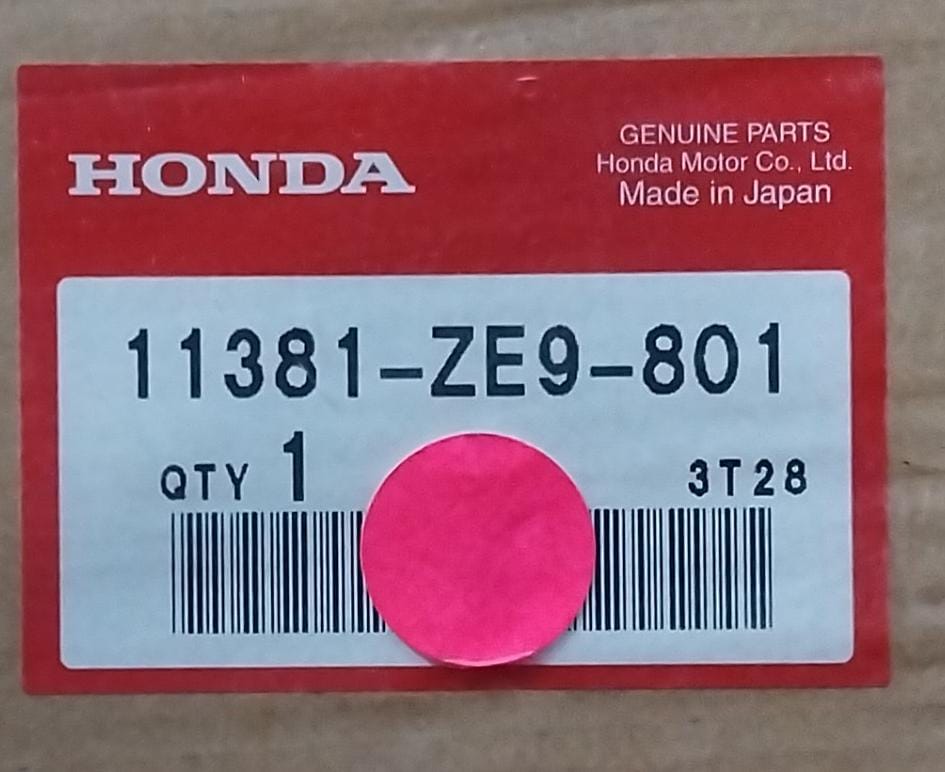 HONDA
GENUINE PARTS
Honda Motor Co., Ltd.
Made in Japan
11381-ZE9-801
QTY 1
3T28